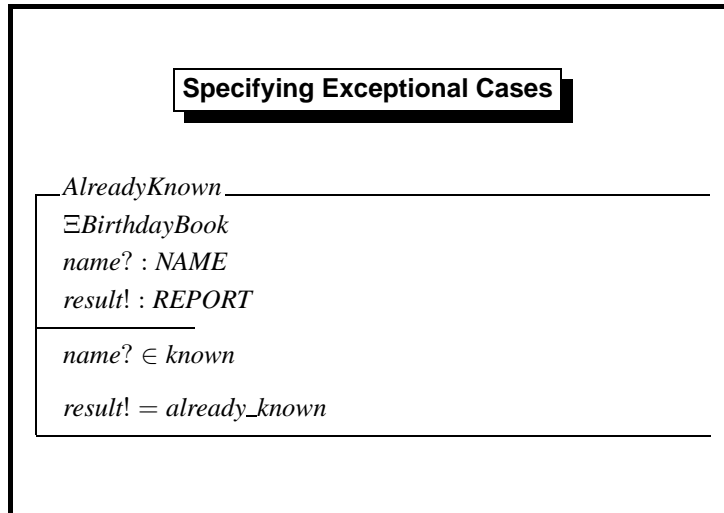 Specifying Exceptional Cases
AlreadyKnown
ΞBirthdayBook
name? : NAME
result! : REPORT
name? ∈ known
result! = already_known